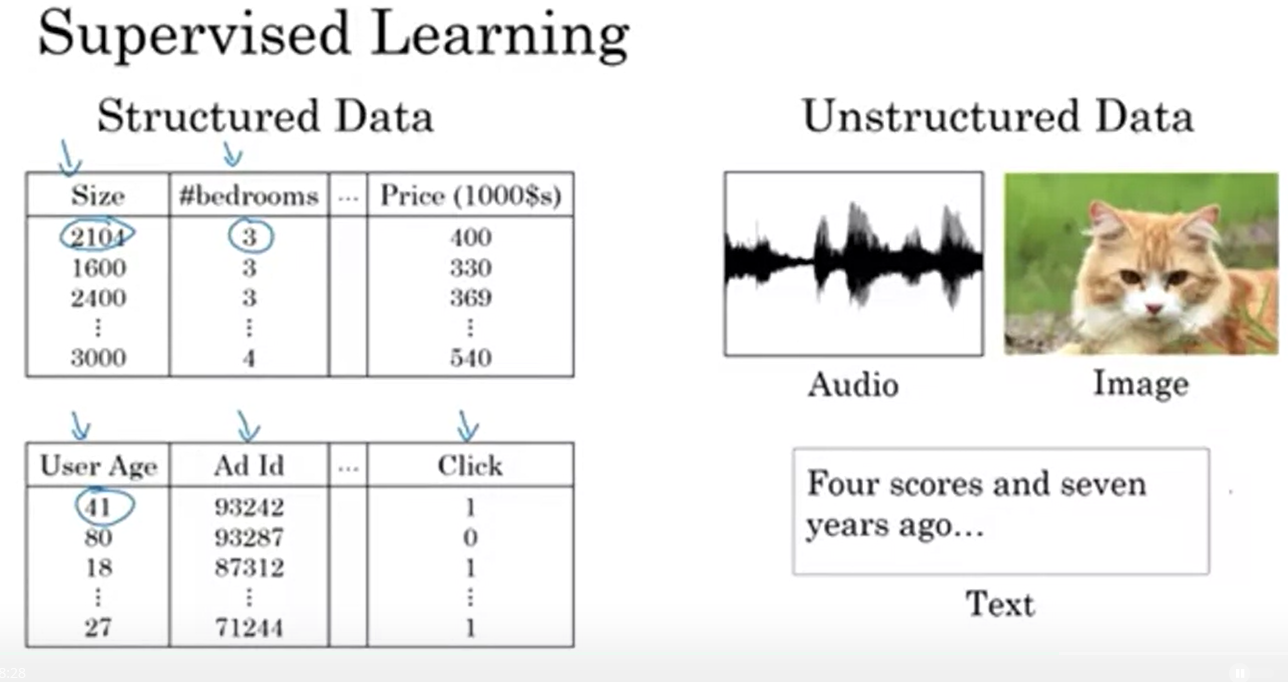 Supervised Learning
Structured Data
Size #bedrooms ... Price (1000$s)
2104 3 400
1600 3 330
2400 3 369
⋮ ⋮ ⋮
3000 4 540
User Age Ad Id ... Click
41 93242 1
80 93287 0
18 87312 1
⋮ ⋮ ⋮
27 71244 1
Unstructured Data
Audio
Image
Four scores and seven
years ago...
Text
8:28